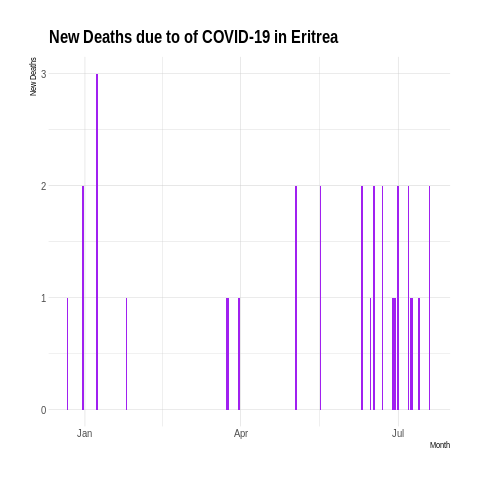 New Deaths due to of COVID-19 in Eritrea
New Deaths
3
2
1
0
Jan Apr Jul
Month